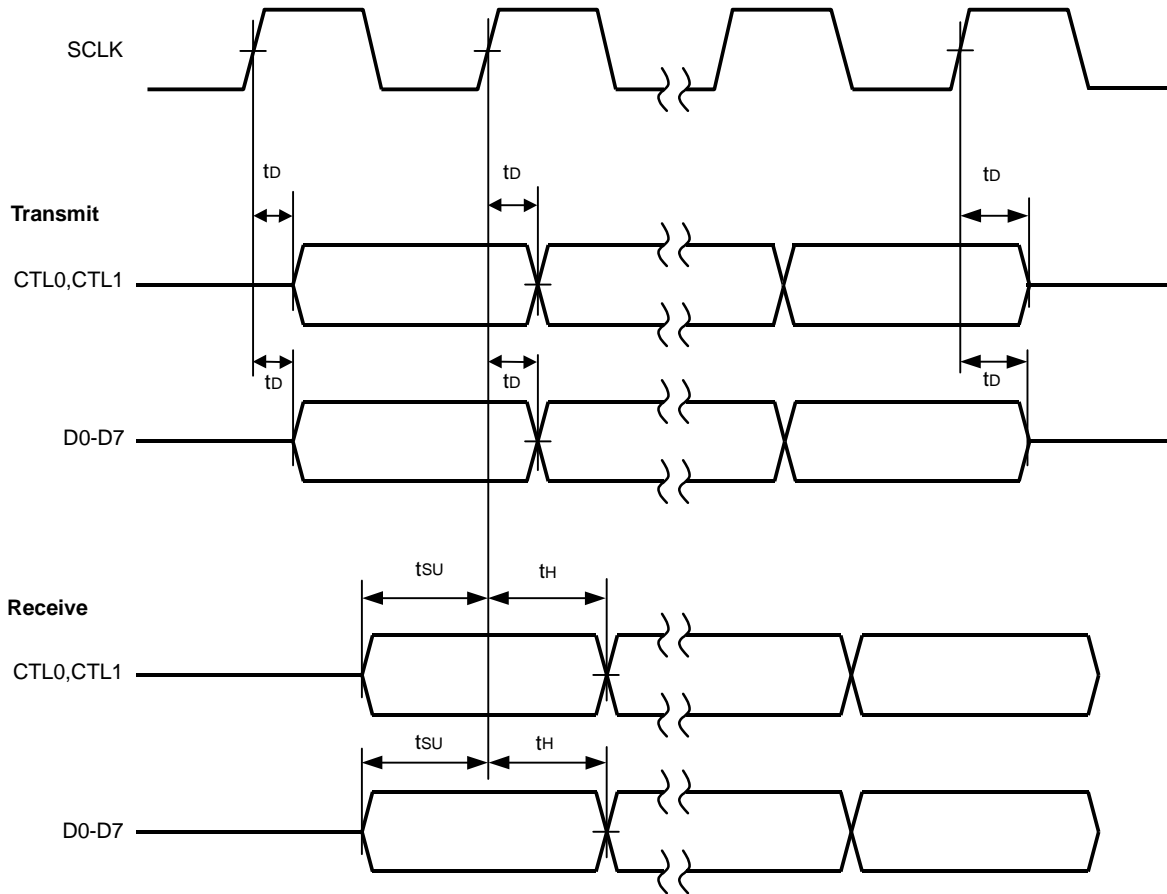 SCLK
tD
tD
tD
Transmit
CTL0,CTL1
tD
tD
tD
D0-D7
tSU
tH
Receive
CTL0,CTL1
tSU
tH
D0-D7